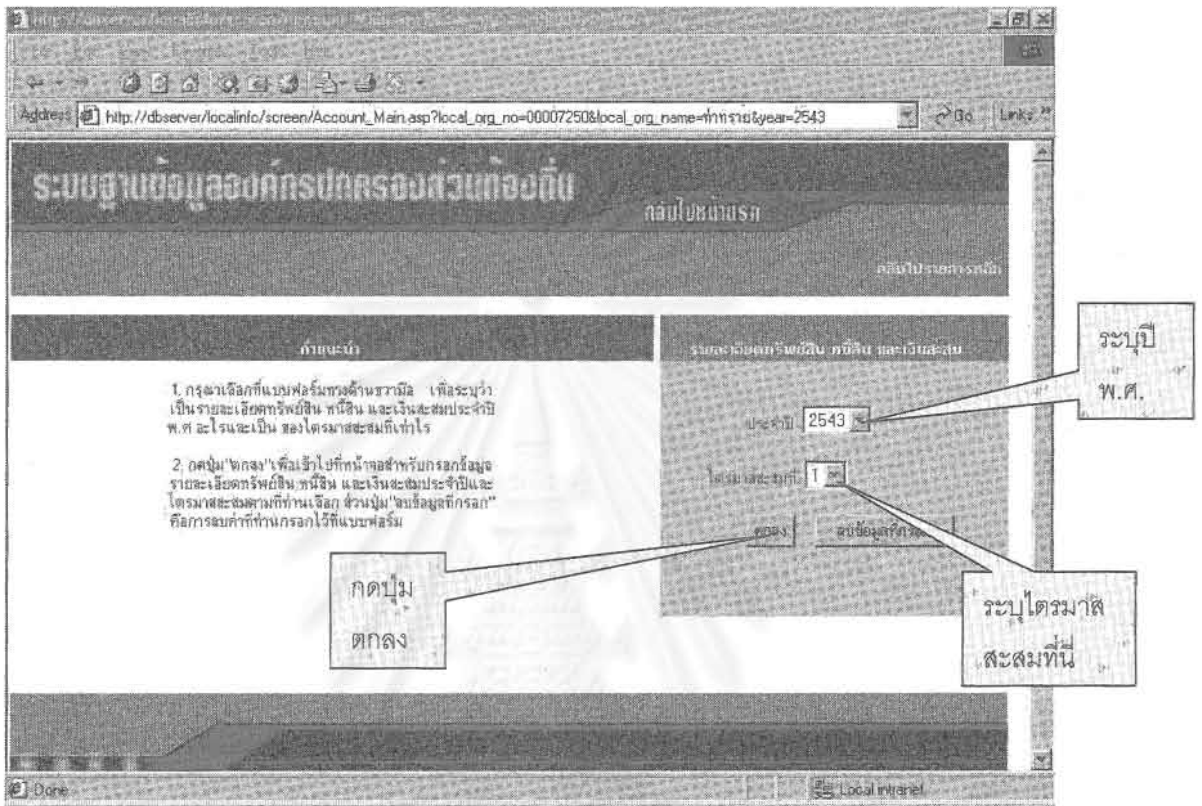 Address http://dbserver/localinfo/screen/Account_Main.asp?local_org_no=00007250&local_org_name=ท่าทราย&year=2543 Go Links
ระบบฐานข้อมูลองค์กรปกครองส่วนท้องถิ่น
กลับไปหน้าแรก
กลับไปรายการหลัก
คำแนะนำ
รายละเอียดทรัพย์สิน หนี้สิน และเงินสะสม
1. กรุณาเลือกที่แบบฟอร์มทางด้านขวามือ เพื่อระบุว่า
เป็นรายละเอียดทรัพย์สิน หนี้สิน และเงินสะสมประจำปี
พ.ศ อะไรและเป็น ของไตรมาสสะสมที่เท่าไร
2. กดปุ่ม"ตกลง"เพื่อเข้าไปที่หน้าจอสำหรับกรอกข้อมูล
รายละเอียดทรัพย์สิน หนี้สิน และเงินสะสมประจำปีและ
ไตรมาสสะสมตามที่ท่านเลือก ส่วนปุ่ม"ลบข้อมูลที่กรอก"
คือการลบค่าที่ท่านกรอกไว้ที่แบบฟอร์ม
ประจำปี 2543
ไตรมาสสะสมที่ 1
ตกลง ลบข้อมูลที่กรอก
ระบุปี
พ.ศ.
กดปุ่ม
ตกลง
ระบุไตรมาส
สะสมที่นี่
Done Local intranet